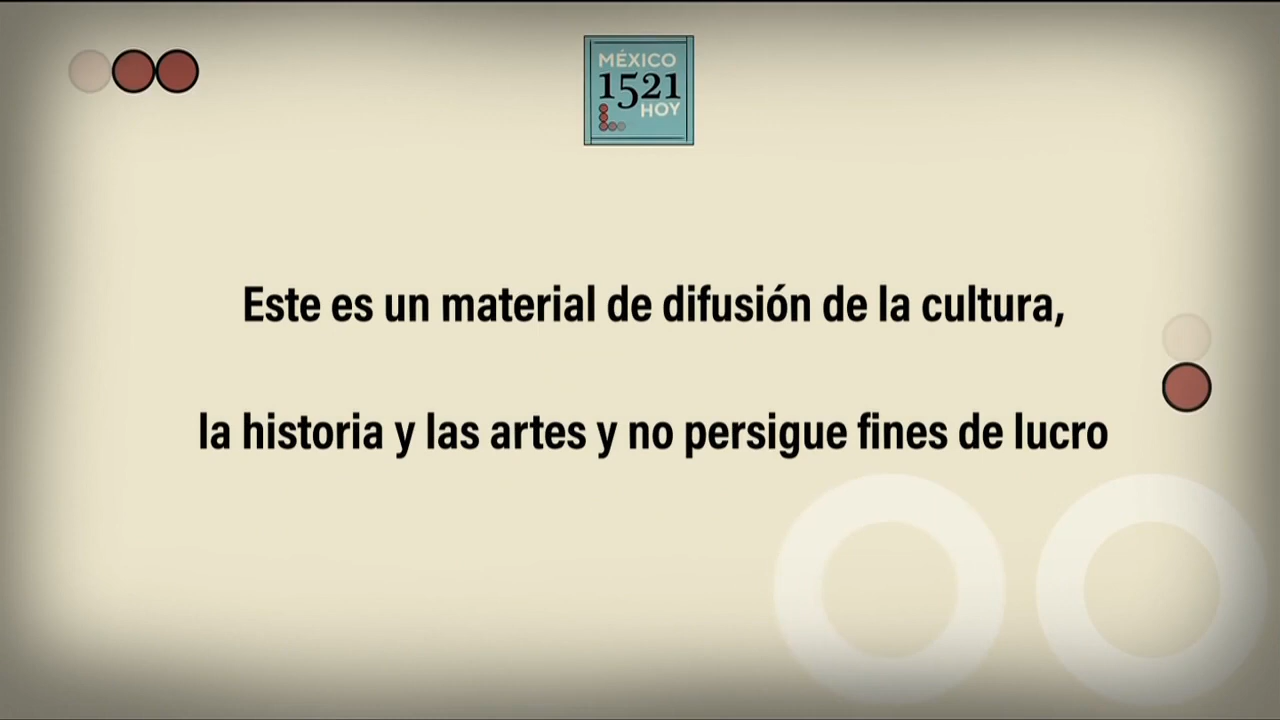 MÉXICO
1521
HOY
Este es un material de difusión de la cultura,
la historia y las artes y no persigue fines de lucro